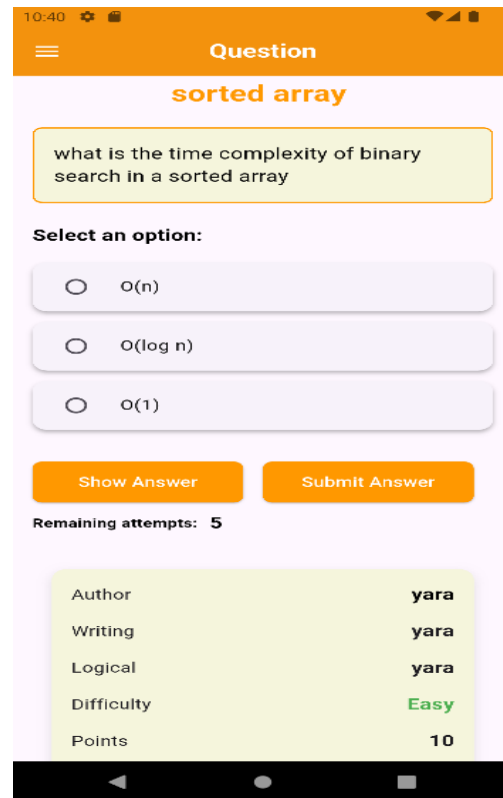 10:40
Question
sorted array
what is the time complexity of binary
search in a sorted array
Select an option:
O(n)
O(log n)
O(1)
Show Answer Submit Answer
Remaining attempts: 5
Author yara
Writing yara
Logical yara
Difficulty Easy
Points 10